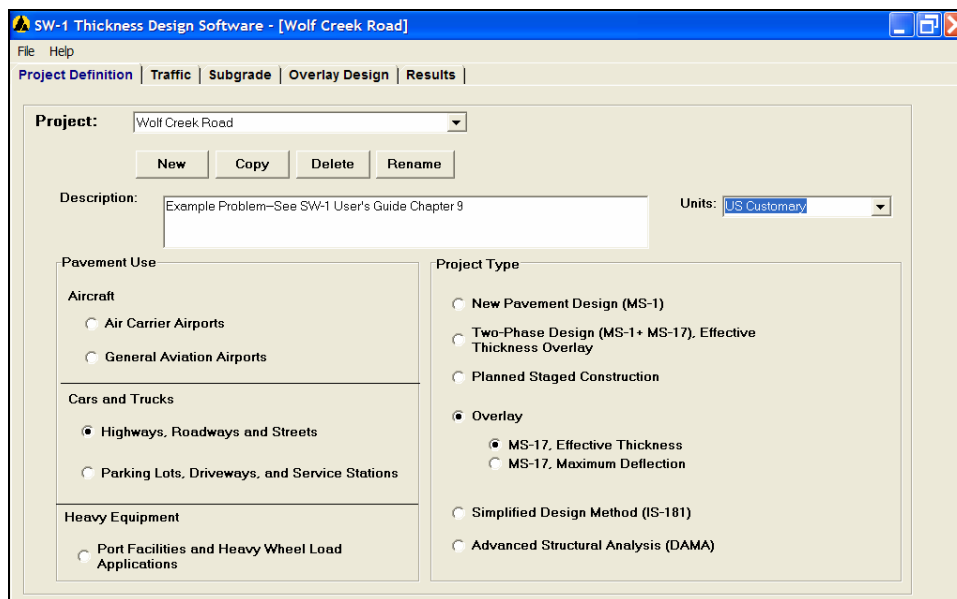 SW-1 Thickness Design Software - [Wolf Creek Road]
File Help
Project Definition | Traffic | Subgrade | Overlay Design | Results |
Project: Wolf Creek Road
New Copy Delete Rename
Description: Example Problem--See SW-1 User's Guide Chapter 9
Units: US Customary
Pavement Use
Aircraft
Air Carrier Airports
General Aviation Airports
Cars and Trucks
Highways, Roadways and Streets
Parking Lots, Driveways, and Service Stations
Heavy Equipment
Port Facilities and Heavy Wheel Load
Applications
Project Type
New Pavement Design (MS-1)
Two-Phase Design (MS-1+ MS-17), Effective
Thickness Overlay
Planned Staged Construction
Overlay
MS-17, Effective Thickness
MS-17, Maximum Deflection
Simplified Design Method (IS-181)
Advanced Structural Analysis (DAMA)